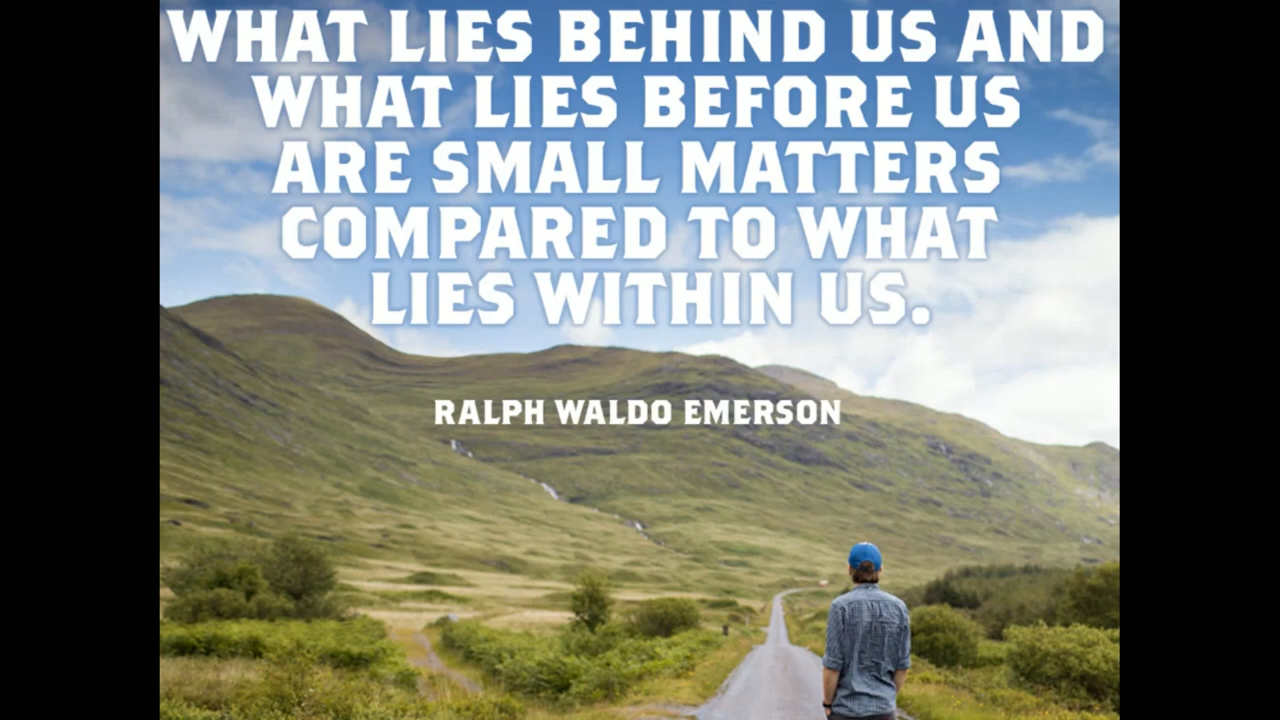 WHAT LIES BEHIND US AND
WHAT LIES BEFORE US
ARE SMALL MATTERS
COMPARED TO WHAT
LIES WITHIN US.
RALPH WALDO EMERSON